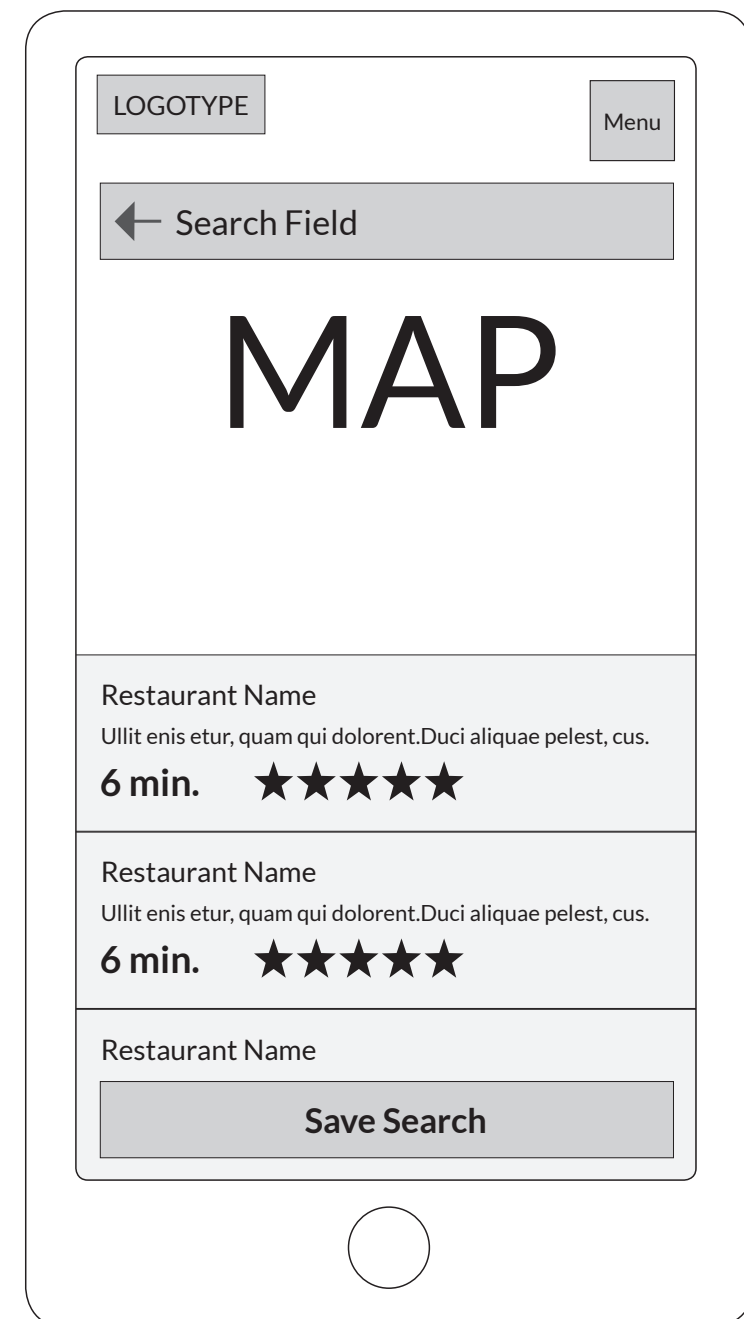 LOGOTYPE
Menu
Search Field
MAP
Restaurant Name
Ullit enis etur, quam qui dolorent.Duci aliquae pelest, cus.
6 min.
Restaurant Name
Ullit enis etur, quam qui dolorent.Duci aliquae pelest, cus.
6 min.
Restaurant Name
Save Search